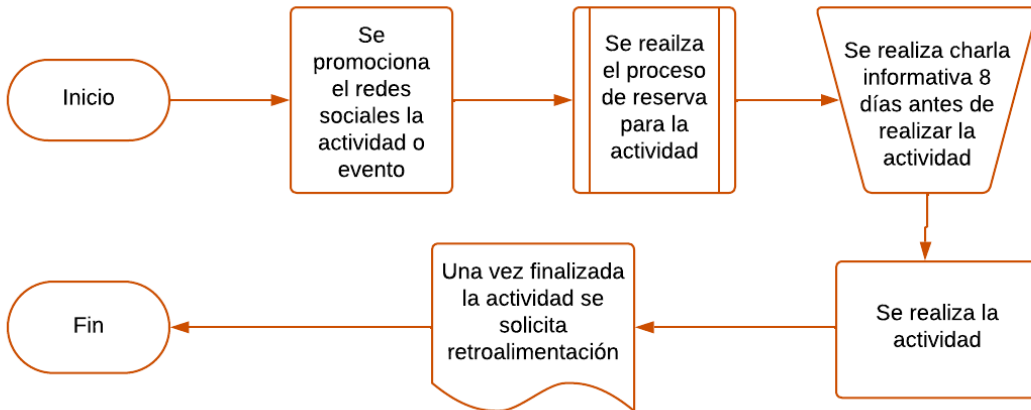 Inicio
Se
promociona
el redes
sociales la
actividad o
evento
Se reailza
el proceso
de reserva
para la
actividad
Se realiza charla
informativa 8
días antes de
realizar la
actividad
Se realiza la
actividad
Una vez finalizada
la actividad se
solicita
retroalimentación
Fin